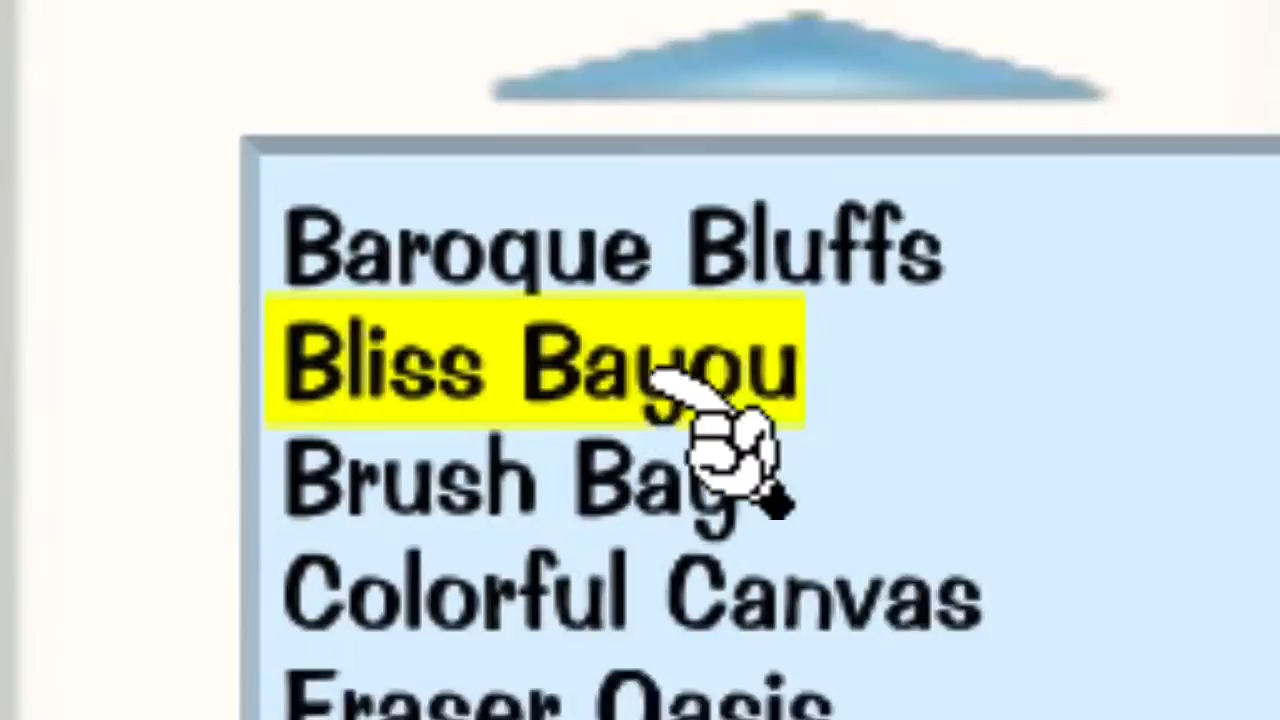 Baroque Bluffs
Bliss Bayou
Brush Bay
Colorful Canvas
Eraser Oasis